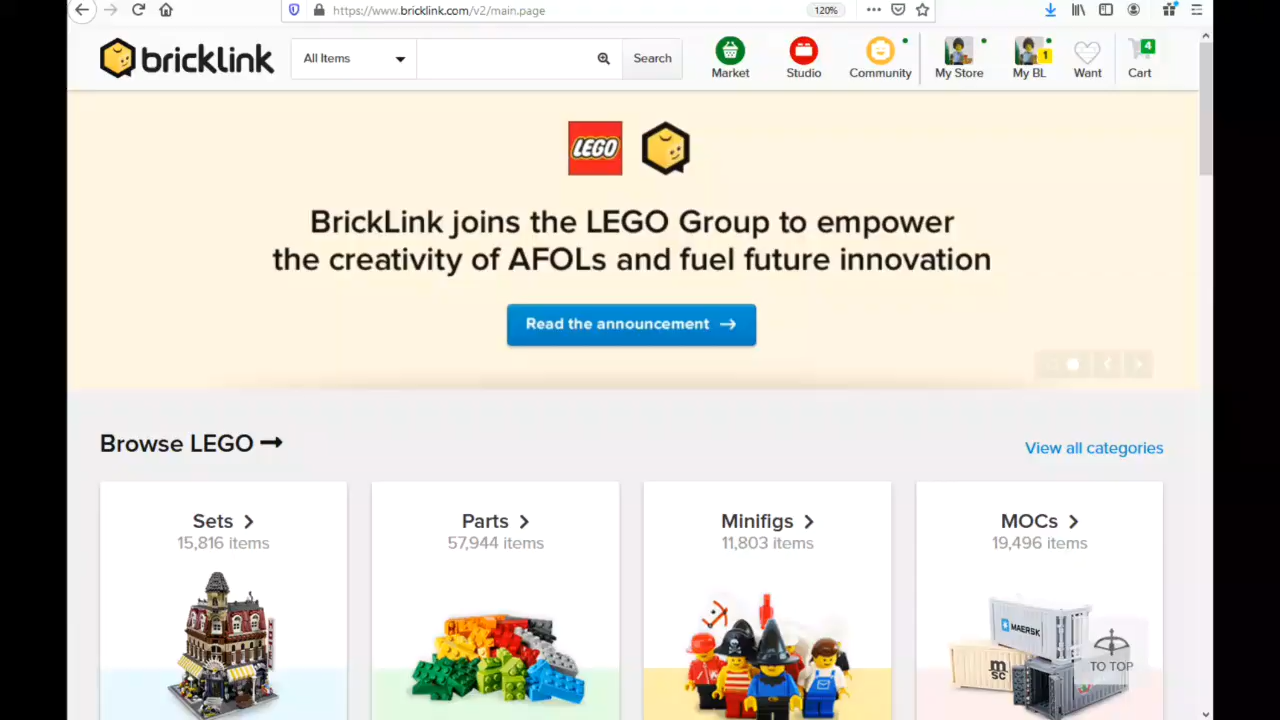 https://www.bricklink.com/v2/main.page
120%
bricklink
All Items
Search
Market
Studio
Community
My Store
1
My BL
Want
4
Cart
LEGO
BrickLink joins the LEGO Group to empower
the creativity of AFOLs and fuel future innovation
Read the announcement
Browse LEGO
View all categories
Sets
15,816 items
Parts
57,944 items
Minifigs
11,803 items
MOCs
19,496 items
MAERSK
m
SC
TO TOP